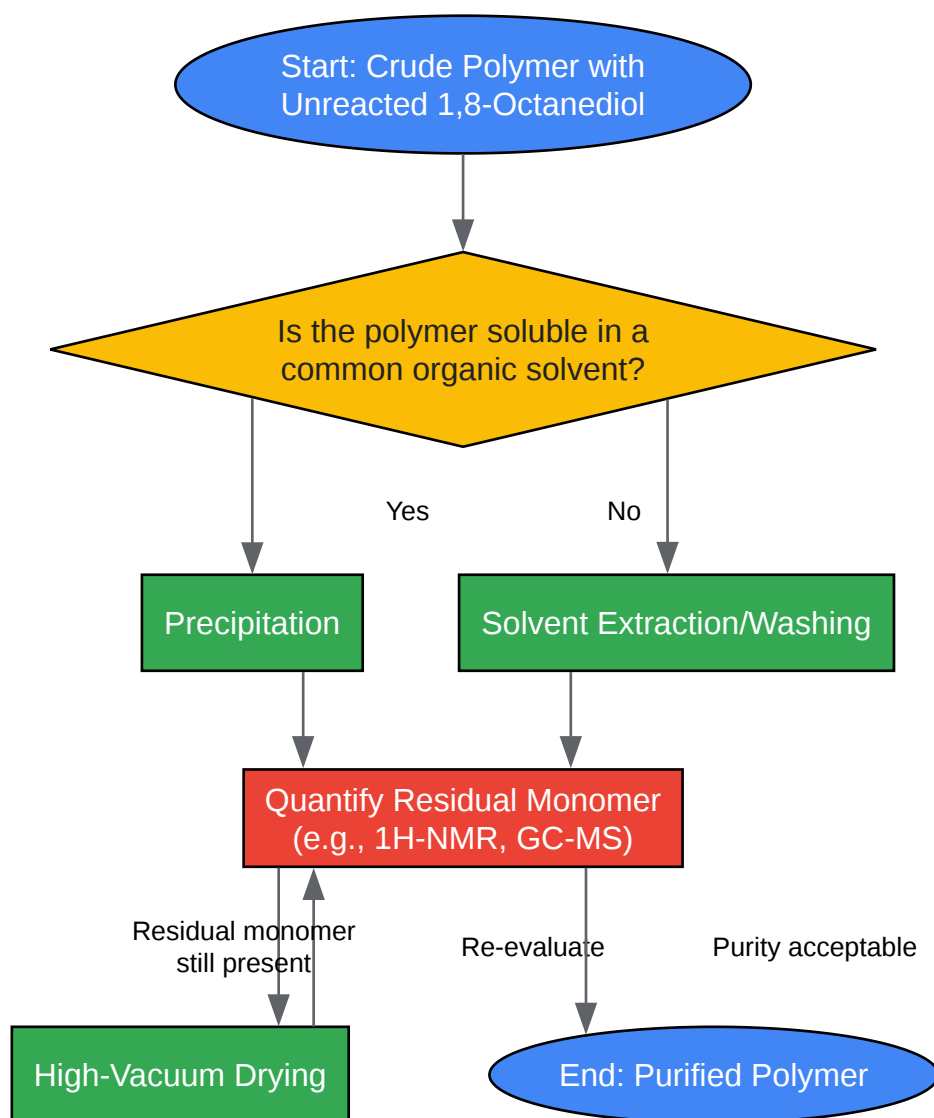 Start: Crude Polymer with
Unreacted 1,8-Octanediol
Is the polymer soluble in a
common organic solvent?
Yes
No
Precipitation
Solvent Extraction/Washing
Quantify Residual Monomer
(e.g., 1H-NMR, GC-MS)
Residual monomer
still present
Re-evaluate
Purity acceptable
High-Vacuum Drying
End: Purified Polymer